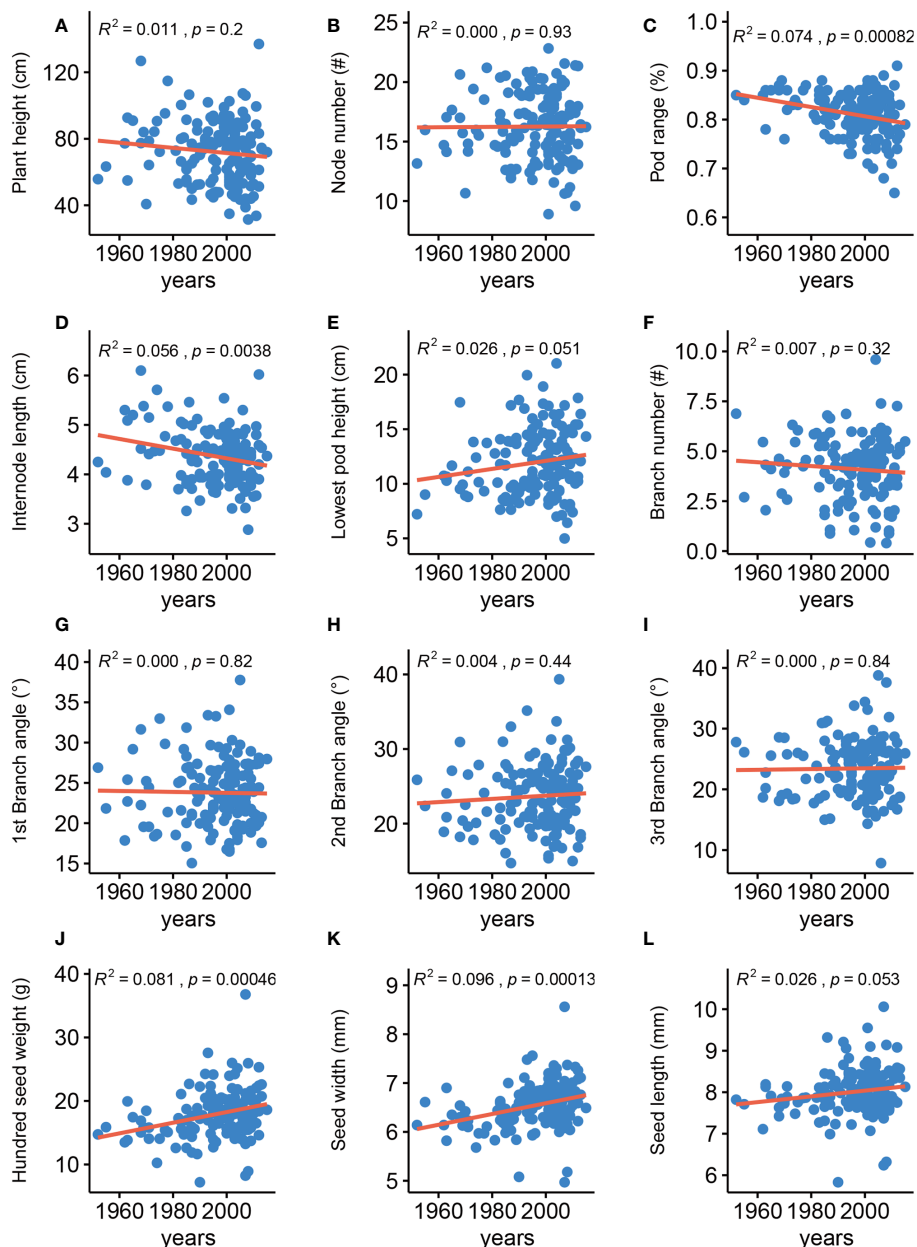 A
R² = 0.011 , p = 0.2
Plant height (cm)
120
80
40
1960 1980 2000
years
B
R² = 0.000 , p = 0.93
Node number (#)
25
20
15
10
1960 1980 2000
years
C
R² = 0.074 , p = 0.00082
Pod range (%)
1.0
0.9
0.8
0.7
0.6
1960 1980 2000
years
D
R² = 0.056 , p = 0.0038
Internode length (cm)
6
5
4
3
1960 1980 2000
years
E
R² = 0.026 , p = 0.051
Lowest pod height (cm)
20
15
10
5
1960 1980 2000
years
F
R² = 0.007 , p = 0.32
Branch number (#)
10.0
7.5
5.0
2.5
0.0
1960 1980 2000
years
G
R² = 0.000 , p = 0.82
1st Branch angle (°)
40
35
30
25
20
15
1960 1980 2000
years
H
R² = 0.004 , p = 0.44
2nd Branch angle (°)
40
30
20
1960 1980 2000
years
I
R² = 0.000 , p = 0.84
3rd Branch angle (°)
40
30
20
10
1960 1980 2000
years
J
R² = 0.081 , p = 0.00046
Hundred seed weight (g)
40
30
20
10
1960 1980 2000
years
K
R² = 0.096 , p = 0.00013
Seed width (mm)
9
8
7
6
5
1960 1980 2000
years
L
R² = 0.026 , p = 0.053
Seed length (mm)
10
9
8
7
6
1960 1980 2000
years